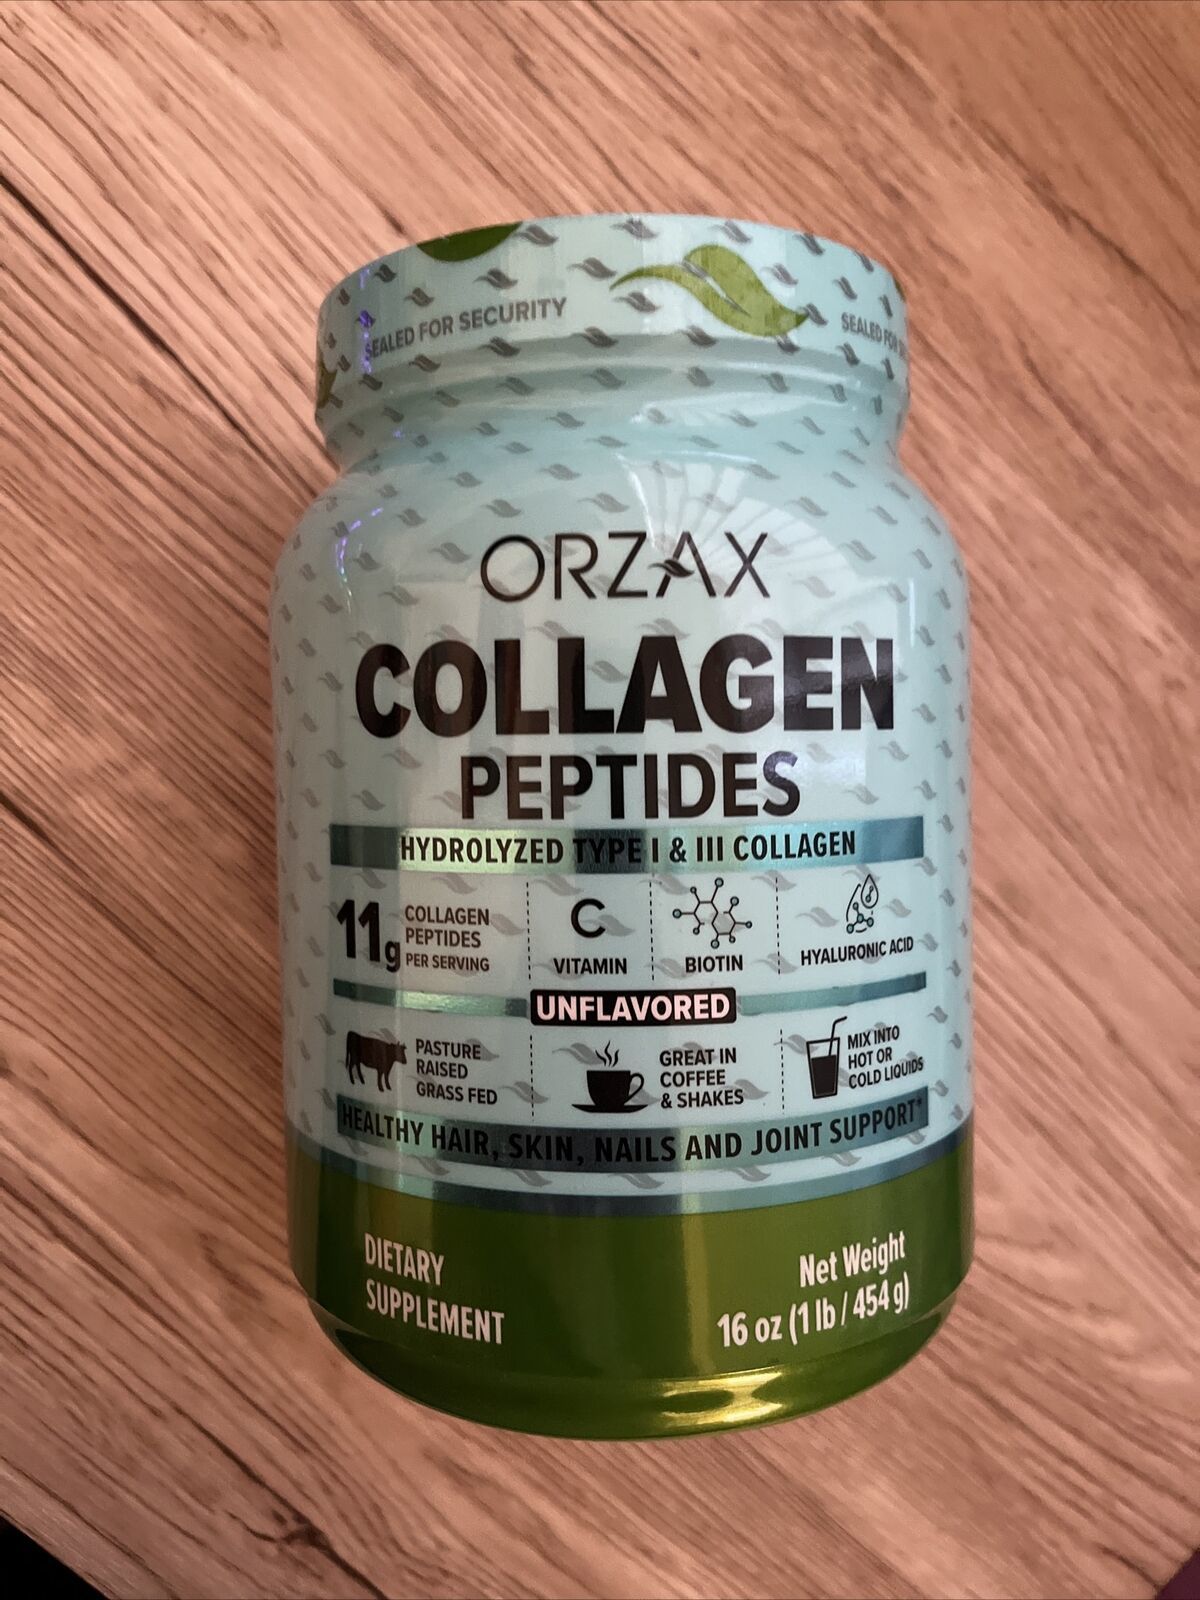 SEALED FOR SECURITY
SEALED FOR
ORZAX
COLLAGEN
PEPTIDES
HYDROLYZED TYPE I & III COLLAGEN
11g COLLAGEN
PEPTIDES
PER SERVING
C
VITAMIN
BIOTIN
HYALURONIC ACID
UNFLAVORED
PASTURE
RAISED
GRASS FED
GREAT IN
COFFEE
& SHAKES
MIX INTO
HOT OR
COLD LIQUIDS
HEALTHY HAIR, SKIN, NAILS AND JOINT SUPPORT*
DIETARY
SUPPLEMENT
Net Weight
16 oz (1 lb / 454 g)